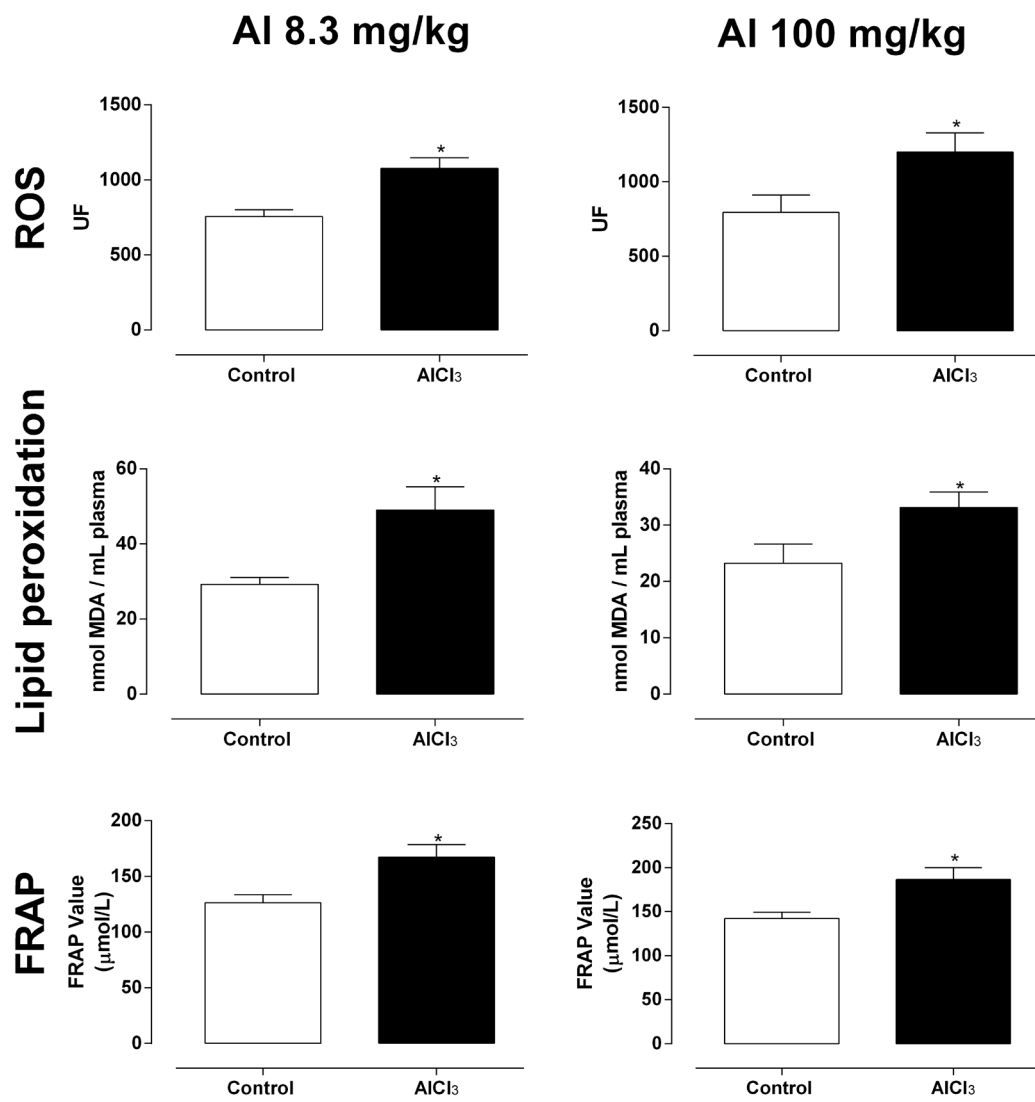 Al 8.3 mg/kg
Al 100 mg/kg
ROS
UF
1500
1000
500
0
*
Control
AlCl₃
UF
1500
1000
500
0
*
Control
AlCl₃
Lipid peroxidation
nmol MDA / mL plasma
60
40
20
0
*
Control
AlCl₃
nmol MDA / mL plasma
40
30
20
10
0
*
Control
AlCl₃
FRAP
FRAP Value
(μmol/L)
200
150
100
50
0
*
Control
AlCl₃
FRAP Value
(μmol/L)
250
200
150
100
50
0
*
Control
AlCl₃